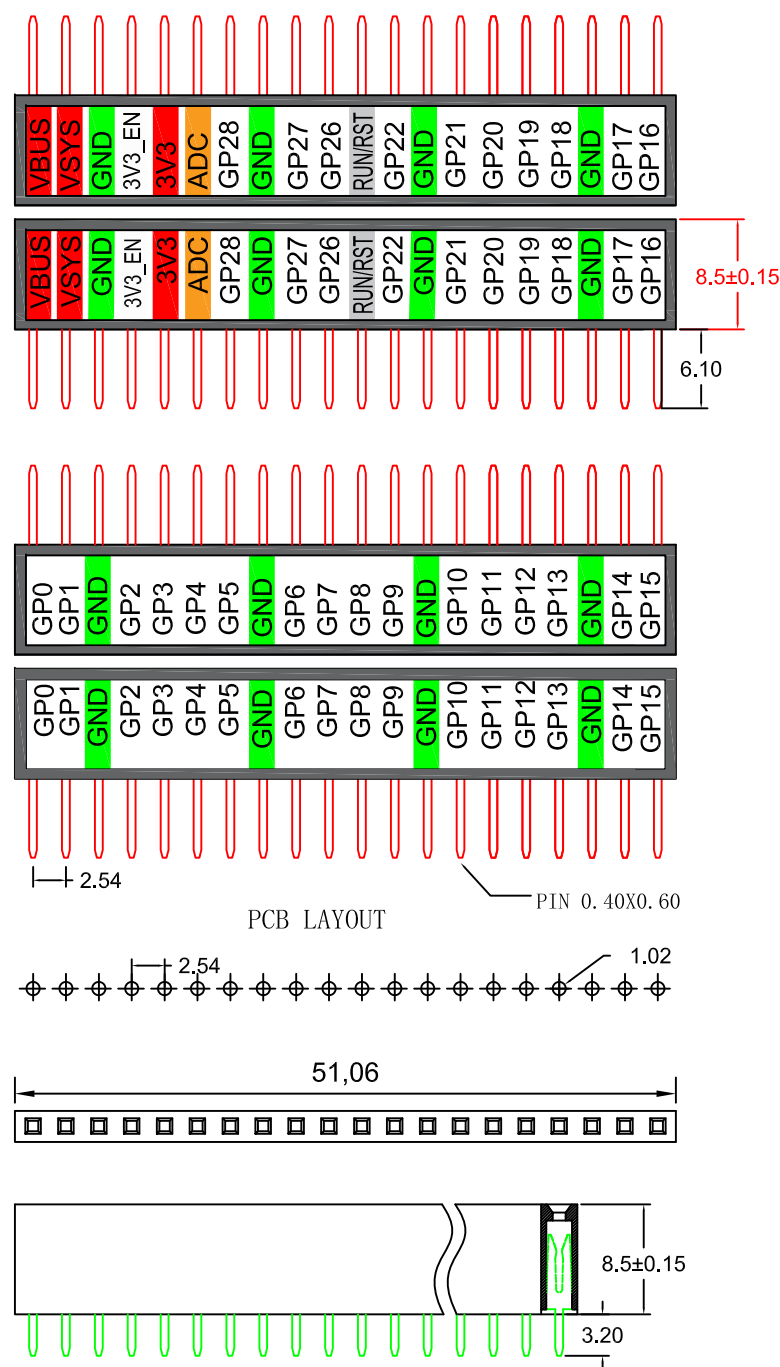 VBUS VSYS GND 3V3_EN 3V3 ADC GP28 GND GP27 GP26 RUN/RST GP22 GND GP21 GP20 GP19 GP18 GND GP17 GP16
VBUS VSYS GND 3V3_EN 3V3 ADC GP28 GND GP27 GP26 RUN/RST GP22 GND GP21 GP20 GP19 GP18 GND GP17 GP16
8.5±0.15
6.10
GP0 GP1 GND GP2 GP3 GP4 GP5 GND GP6 GP7 GP8 GP9 GND GP10 GP11 GP12 GP13 GND GP14 GP15
GP0 GP1 GND GP2 GP3 GP4 GP5 GND GP6 GP7 GP8 GP9 GND GP10 GP11 GP12 GP13 GND GP14 GP15
2.54
PIN 0.40X0.60
PCB LAYOUT
2.54
1.02
51,06
8.5±0.15
3.20